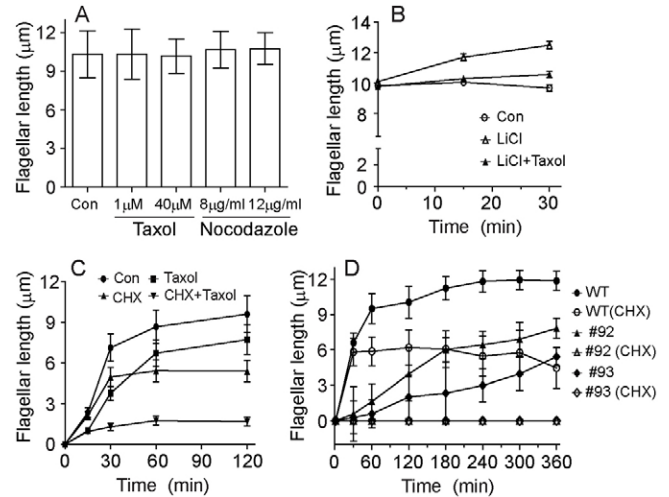 A
Flagellar length (μm)
15
12
9
6
3
0
Con
1μM
40μM
8μg/ml
12μg/ml
Taxol
Nocodazole
B
Flagellar length (μm)
14
12
10
8
2
0
Con
LiCl
LiCl+Taxol
0
10
20
30
Time (min)
C
Flagellar length (μm)
12
9
6
3
0
Con
Taxol
CHX
CHX+Taxol
0
30
60
90
120
Time (min)
D
Flagellar length (μm)
12
9
6
3
0
WT
WT(CHX)
#92
#92 (CHX)
#93
#93 (CHX)
0
60
120
180
240
300
360
Time (min)